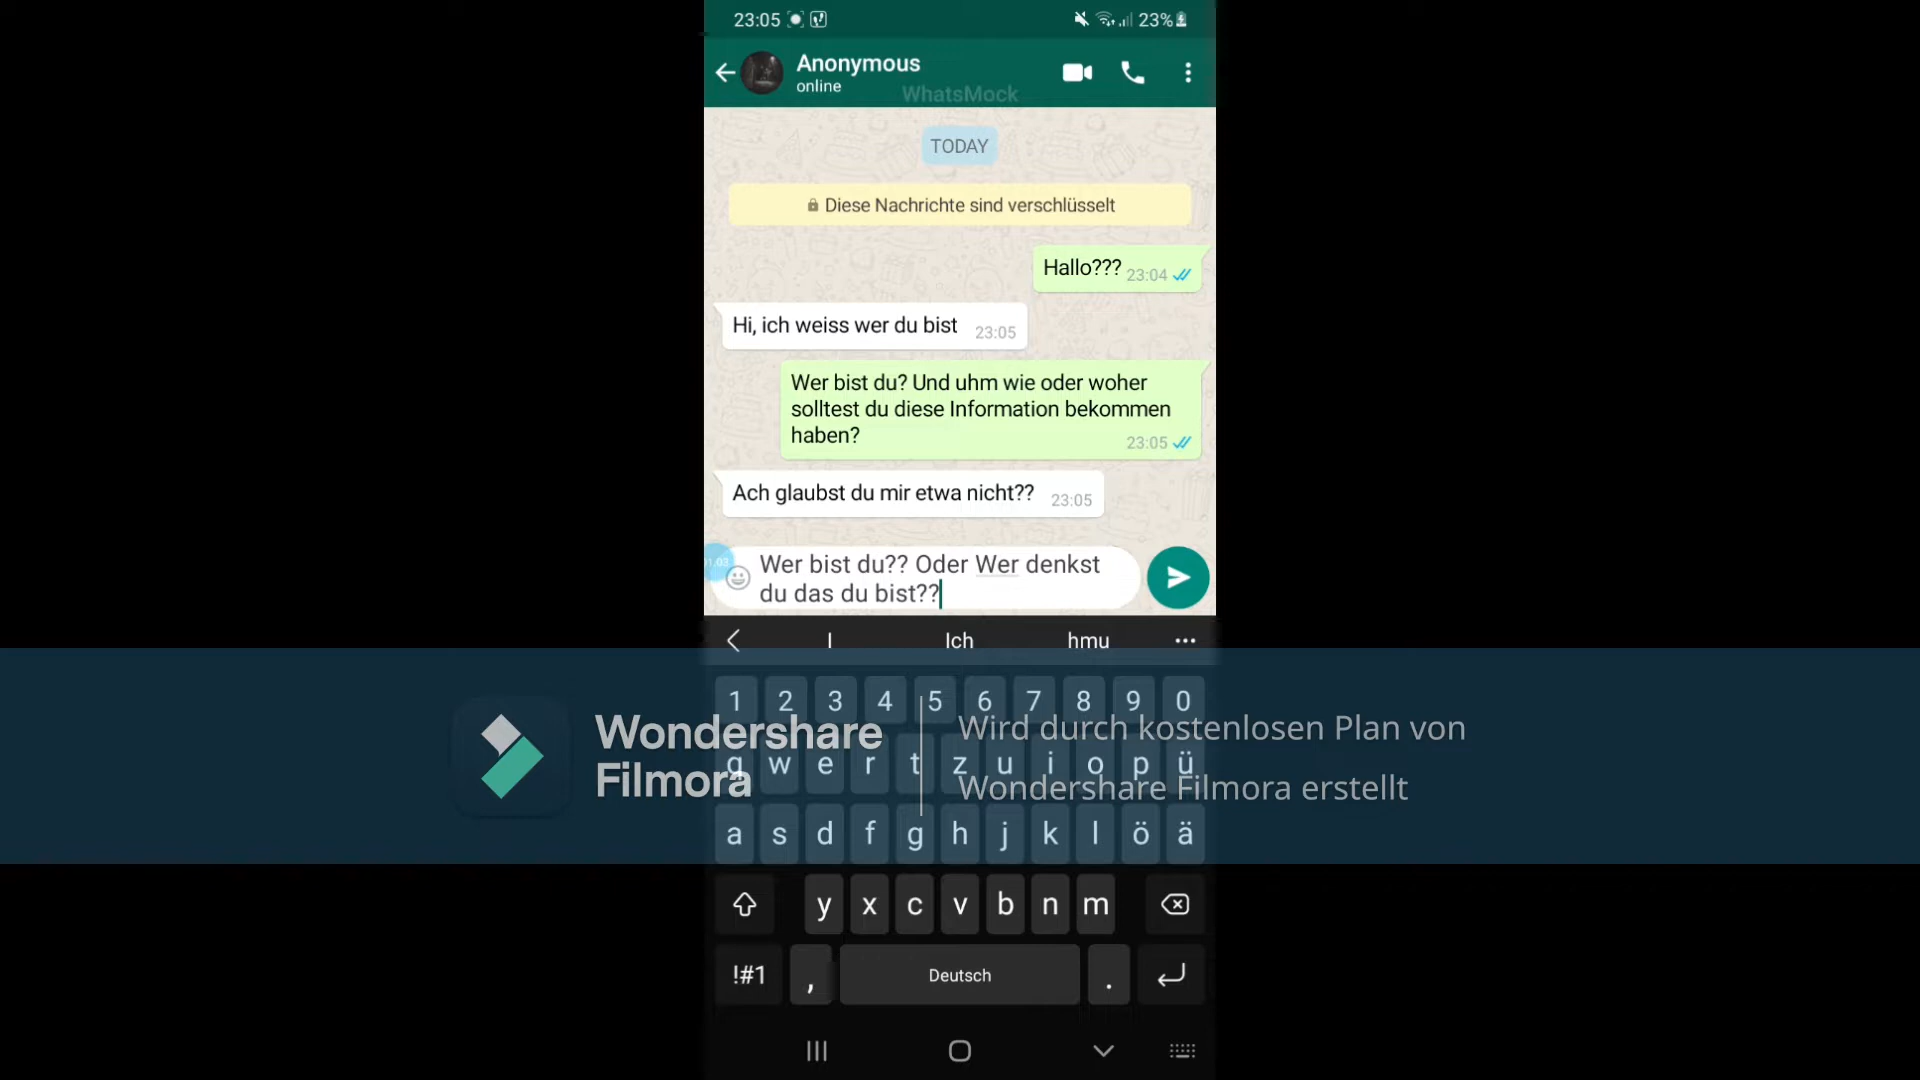 23:05 23%
Anonymous
online
WhatsMock
TODAY
Diese Nachrichte sind verschlüsselt
Hallo??? 23:04
Hi, ich weiss wer du bist 23:05
Wer bist du? Und uhm wie oder woher
solltest du diese Information bekommen
haben? 23:05
Ach glaubst du mir etwa nicht?? 23:05
Wer bist du?? Oder Wer denkst
du das du bist??
I Ich hmu
1 2 3 4 5 6 7 8 9 0
Wondershare
Filmora
Wird durch kostenlosen Plan von
Wondershare Filmora erstellt
q w e r t z u i o p ü
a s d f g h j k l ö ä
y x c v b n m
!#1 , Deutsch .